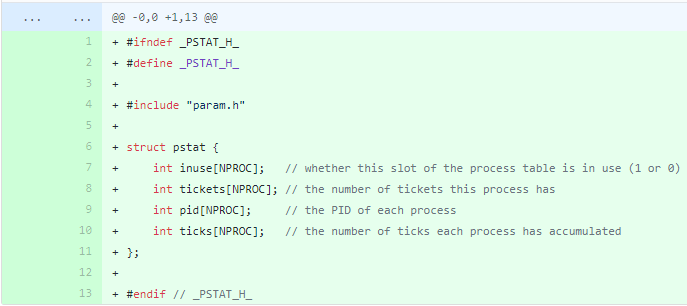 ... ... @@ -0,0 +1,13 @@
1 + #ifndef _PSTAT_H_
2 + #define _PSTAT_H_
3 +
4 + #include "param.h"
5 +
6 + struct pstat {
7 +     int inuse[NPROC];   // whether this slot of the process table is in use (1 or 0)
8 +     int tickets[NPROC]; // the number of tickets this process has
9 +     int pid[NPROC];     // the PID of each process
10 +     int ticks[NPROC];   // the number of ticks each process has accumulated
11 + };
12 +
13 + #endif // _PSTAT_H_